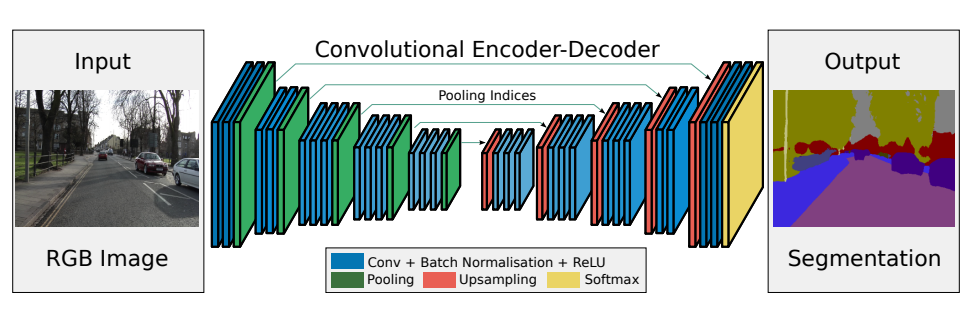 Convolutional Encoder-Decoder
Input
Output
Pooling Indices
RGB Image
Segmentation
Conv + Batch Normalisation + ReLU
Pooling
Upsampling
Softmax